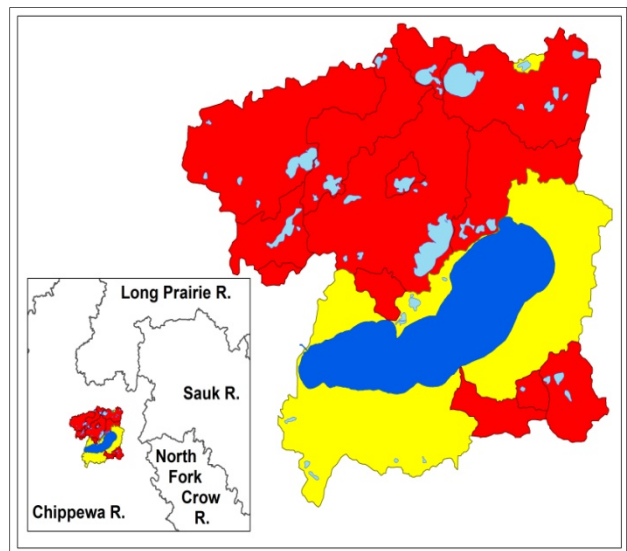 Long Prairie R.
Sauk R.
North
Fork
Crow
R.
Chippewa R.